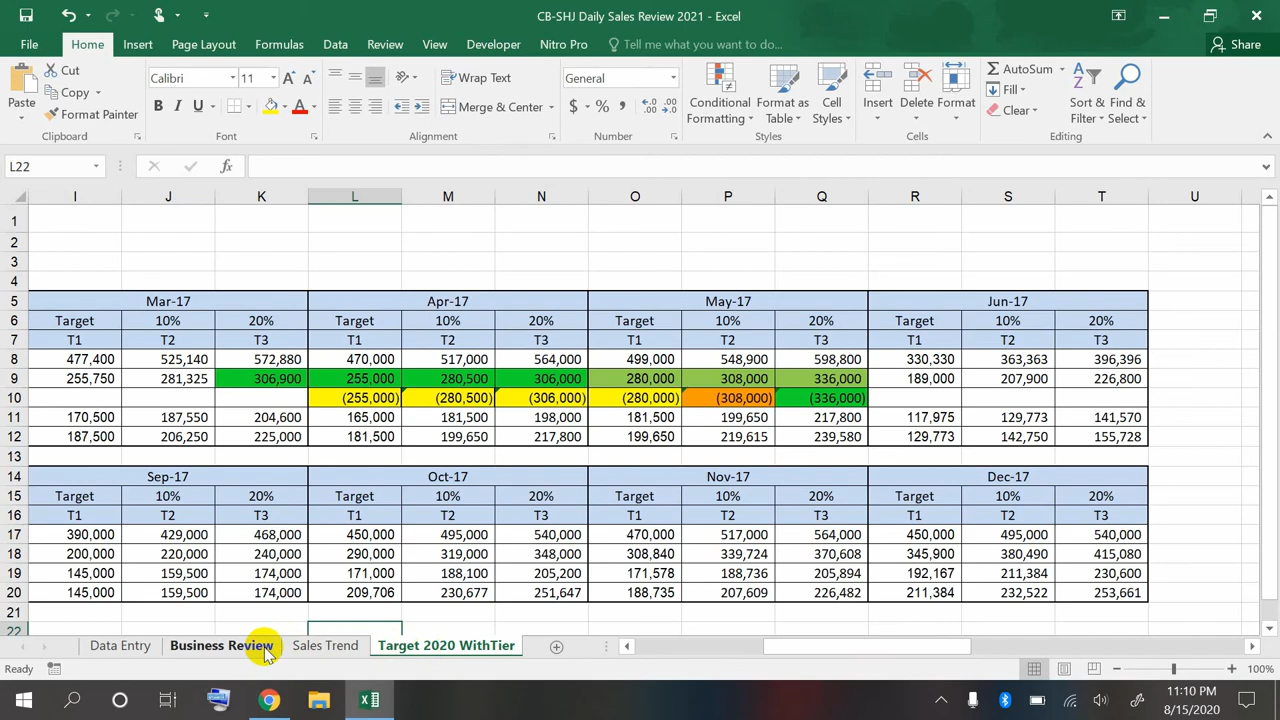 CB-SHJ Daily Sales Review 2021 - Excel
File Home Insert Page Layout Formulas Data Review View Developer Nitro Pro Tell me what you want to do... Share
Paste Cut Copy Format Painter Clipboard
Calibri 11 B I U A Font
Wrap Text Merge & Center Alignment
General $ % , Number
Conditional Formatting Format as Table Cell Styles Styles
Insert Delete Format Cells
AutoSum Fill Clear Sort & Filter Find & Select Editing
L22 fx
I J K L M N O P Q R S T U
1
2
3
4
5 Mar-17 Apr-17 May-17 Jun-17
6 Target 10% 20% Target 10% 20% Target 10% 20% Target 10% 20%
7 T1 T2 T3 T1 T2 T3 T1 T2 T3 T1 T2 T3
8 477,400 525,140 572,880 470,000 517,000 564,000 499,000 548,900 598,800 330,330 363,363 396,396
9 255,750 281,325 306,900 255,000 280,500 306,000 280,000 308,000 336,000 189,000 207,900 226,800
10 (255,000) (280,500) (306,000) (280,000) (308,000) (336,000)
11 170,500 187,550 204,600 165,000 181,500 198,000 181,500 199,650 217,800 117,975 129,773 141,570
12 187,500 206,250 225,000 181,500 199,650 217,800 199,650 219,615 239,580 129,773 142,750 155,728
13
14 Sep-17 Oct-17 Nov-17 Dec-17
15 Target 10% 20% Target 10% 20% Target 10% 20% Target 10% 20%
16 T1 T2 T3 T1 T2 T3 T1 T2 T3 T1 T2 T3
17 390,000 429,000 468,000 450,000 495,000 540,000 470,000 517,000 564,000 450,000 495,000 540,000
18 200,000 220,000 240,000 290,000 319,000 348,000 308,840 339,724 370,608 345,900 380,490 415,080
19 145,000 159,500 174,000 171,000 188,100 205,200 171,578 188,736 205,894 192,167 211,384 230,600
20 145,000 159,500 174,000 209,706 230,677 251,647 188,735 207,609 226,482 211,384 232,522 253,661
21
22
Data Entry Business Review Sales Trend Target 2020 WithTier
Ready 100%
11:10 PM
8/15/2020